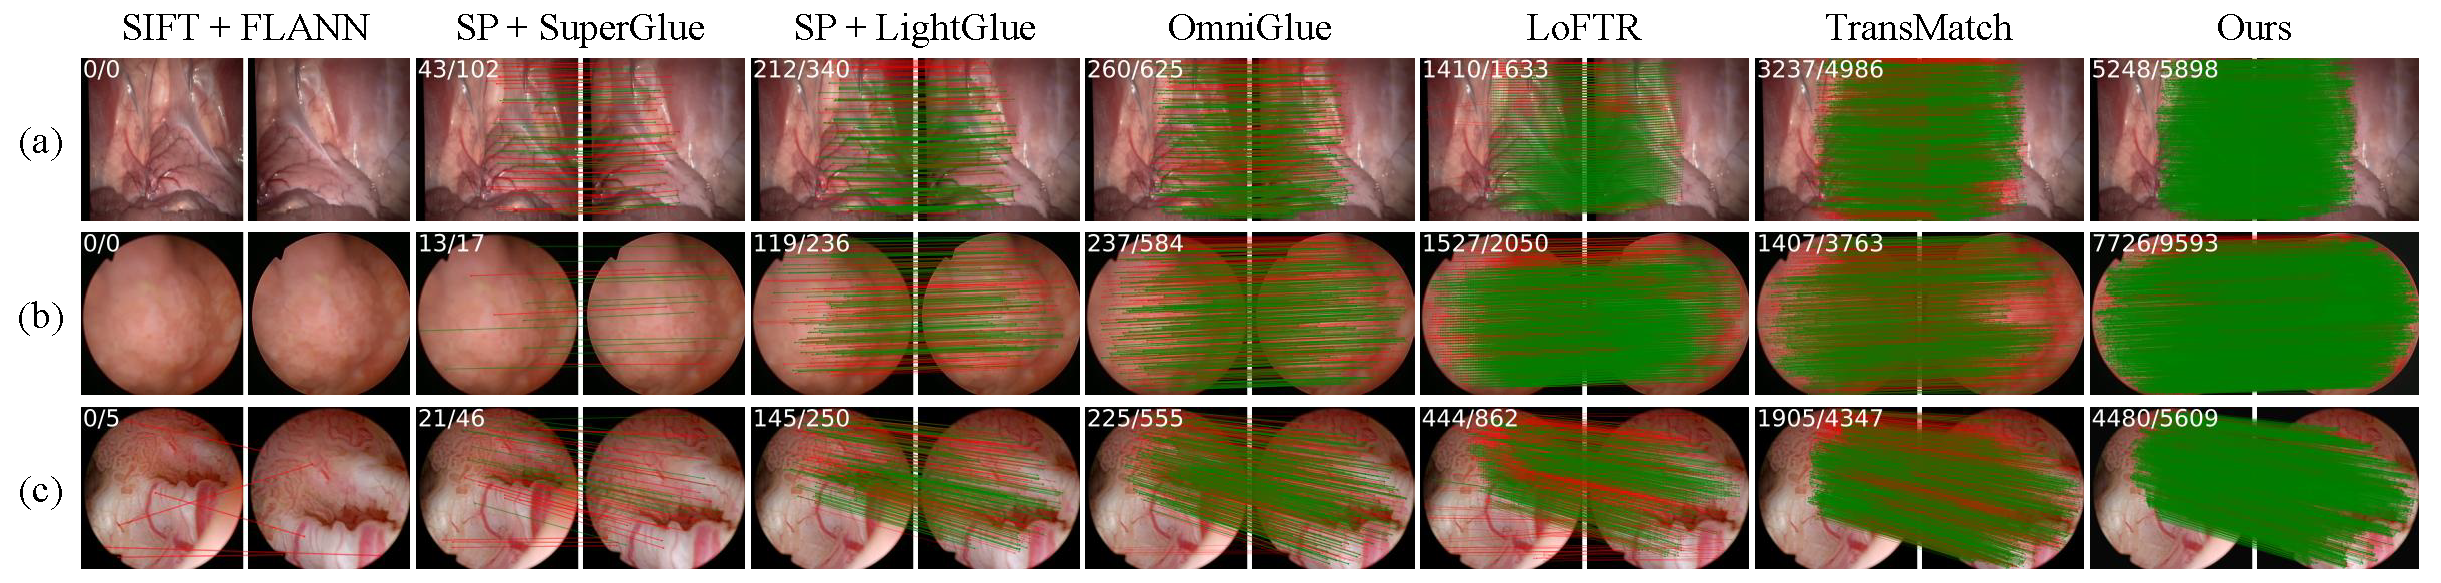 SIFT + FLANN SP + SuperGlue SP + LightGlue OmniGlue LoFTR TransMatch Ours
(a) 0/0 43/102 212/340 260/625 1410/1633 3237/4986 5248/5898
(b) 0/0 13/17 119/236 237/584 1527/2050 1407/3763 7726/9593
(c) 0/5 21/46 145/250 225/555 444/862 1905/4347 4480/5609